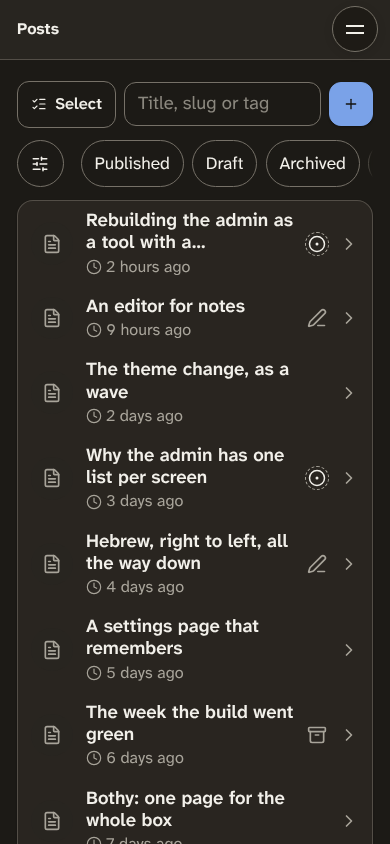 Posts
Select
Title, slug or tag
+
Published
Draft
Archived
Rebuilding the admin as
a tool with a...
2 hours ago
An editor for notes
9 hours ago
The theme change, as a
wave
2 days ago
Why the admin has one
list per screen
3 days ago
Hebrew, right to left, all
the way down
4 days ago
A settings page that
remembers
5 days ago
The week the build went
green
6 days ago
Bothy: one page for the
whole box
7 days ago